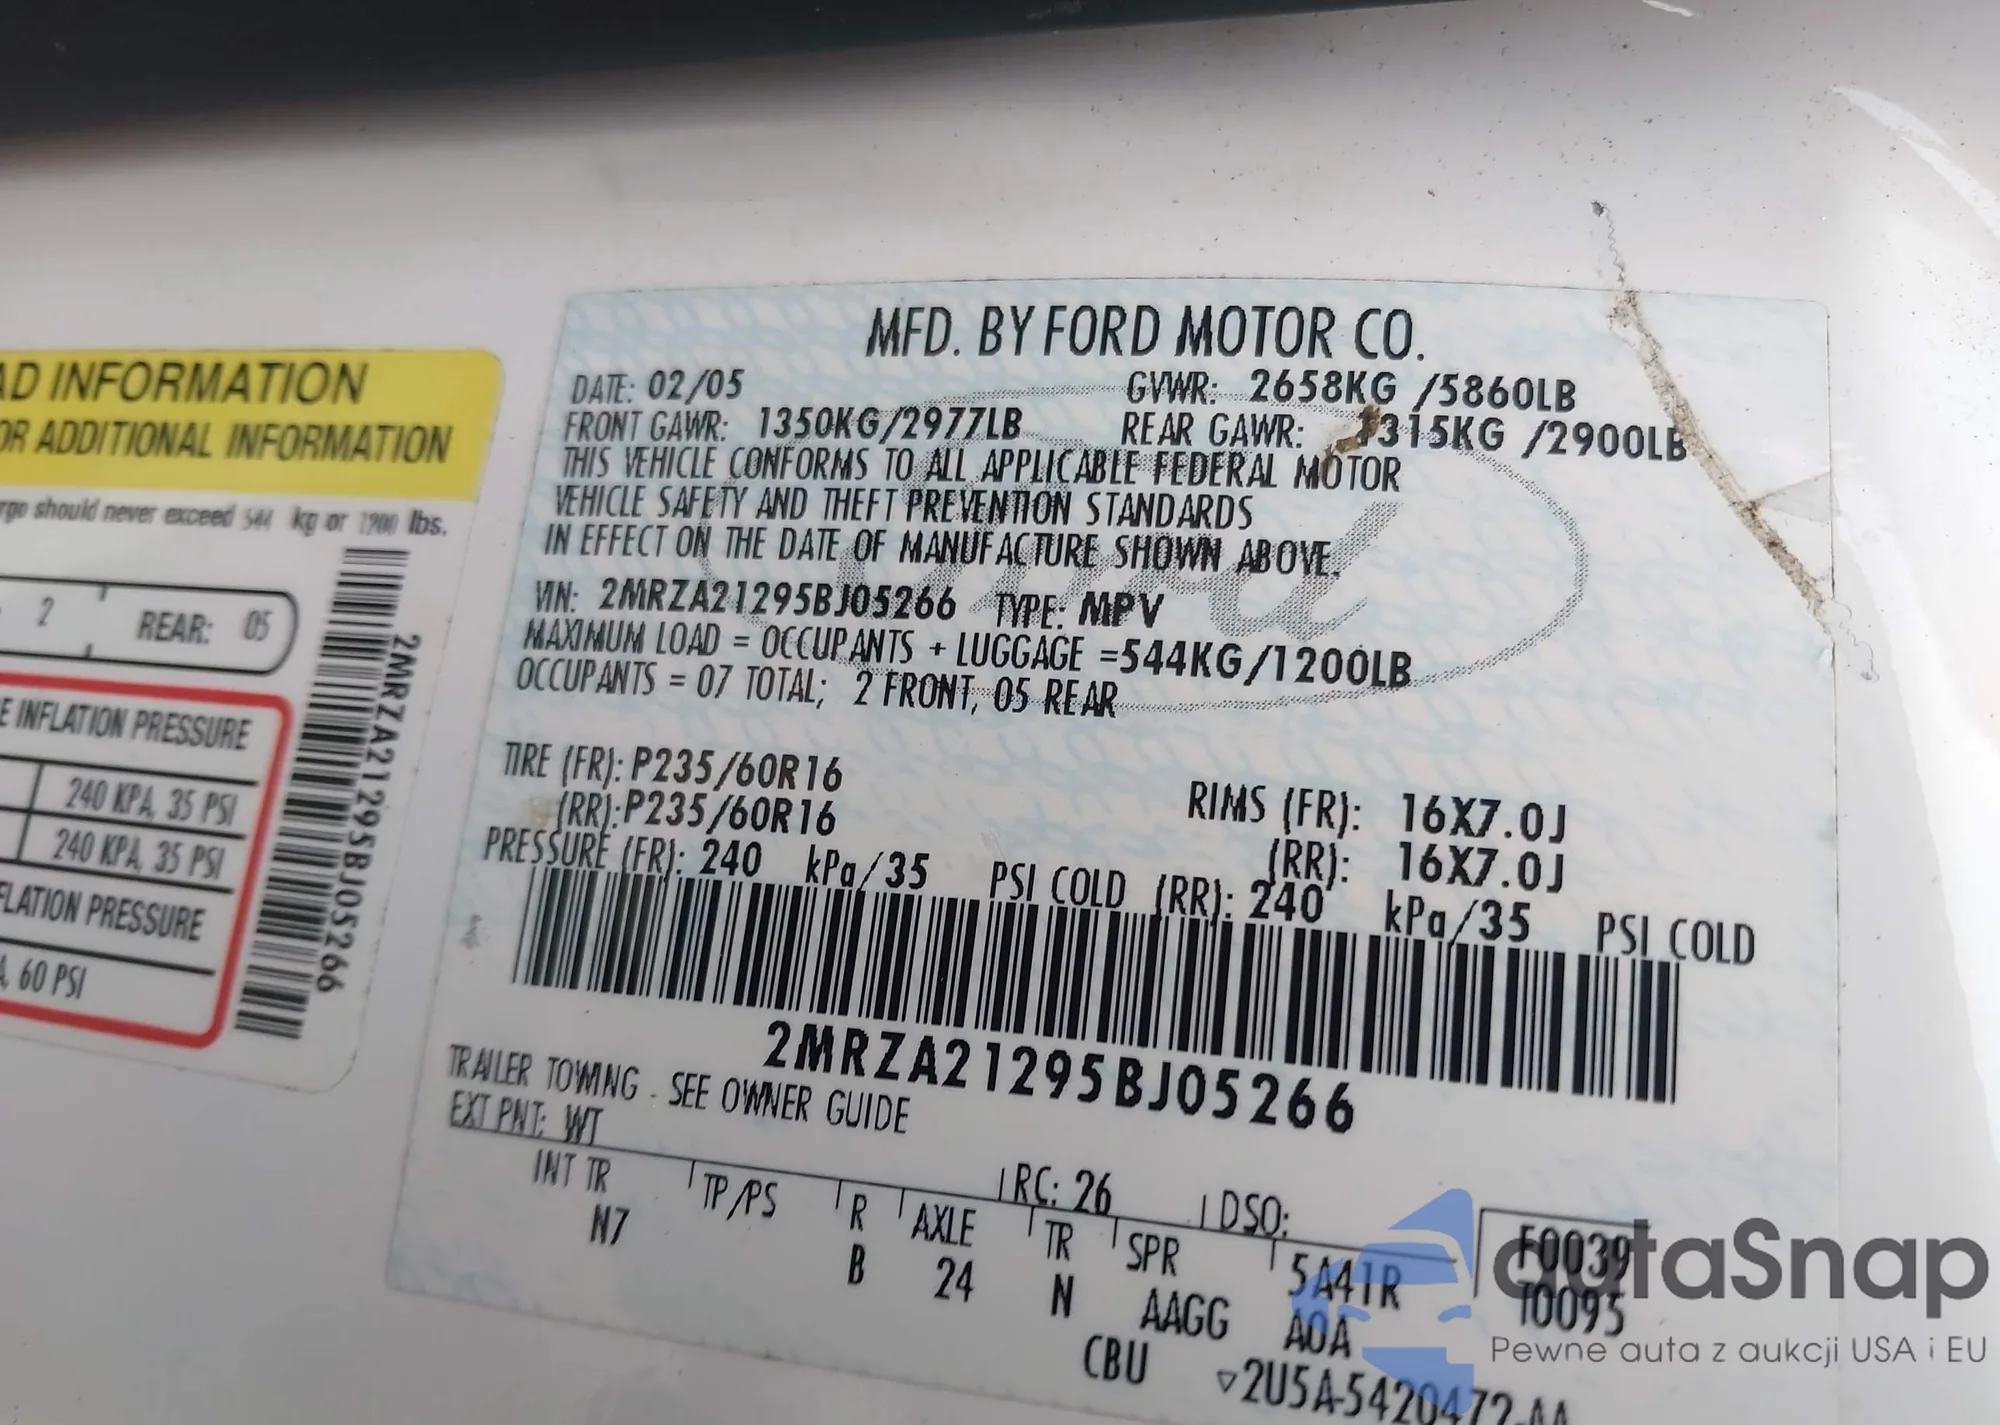 AD INFORMATION
OR ADDITIONAL INFORMATION
rgo should never exceed 544 kg or 1200 lbs.
2 REAR: 05
E INFLATION PRESSURE
240 KPA, 35 PSI
240 KPA, 35 PSI
FLATION PRESSURE
A, 60 PSI
2MRZA21295BJ05266
MFD. BY FORD MOTOR CO.
DATE: 02/05 GVWR: 2658KG /5860LB
FRONT GAWR: 1350KG/2977LB REAR GAWR: 1315KG /2900LB
THIS VEHICLE CONFORMS TO ALL APPLICABLE FEDERAL MOTOR
VEHICLE SAFETY AND THEFT PREVENTION STANDARDS
IN EFFECT ON THE DATE OF MANUFACTURE SHOWN ABOVE.
VIN: 2MRZA21295BJ05266 TYPE: MPV
MAXIMUM LOAD = OCCUPANTS + LUGGAGE =544KG/1200LB
OCCUPANTS = 07 TOTAL; 2 FRONT, 05 REAR
TIRE (FR): P235/60R16 RIMS (FR): 16X7.0J
(RR): P235/60R16 (RR): 16X7.0J
PRESSURE (FR): 240 kPa/35 PSI COLD (RR): 240 kPa/35 PSI COLD
2MRZA21295BJ05266
TRAILER TOWING - SEE OWNER GUIDE
EXT PNT: WT RC: 26 DSO:
INT TR TP/PS R AXLE TR SPR 5A41R F0039
N7 B 24 N AAGG A0A T0095
CBU ▽2U5A-5420472-AA
autaSnap
Pewne auta z aukcji USA i EU